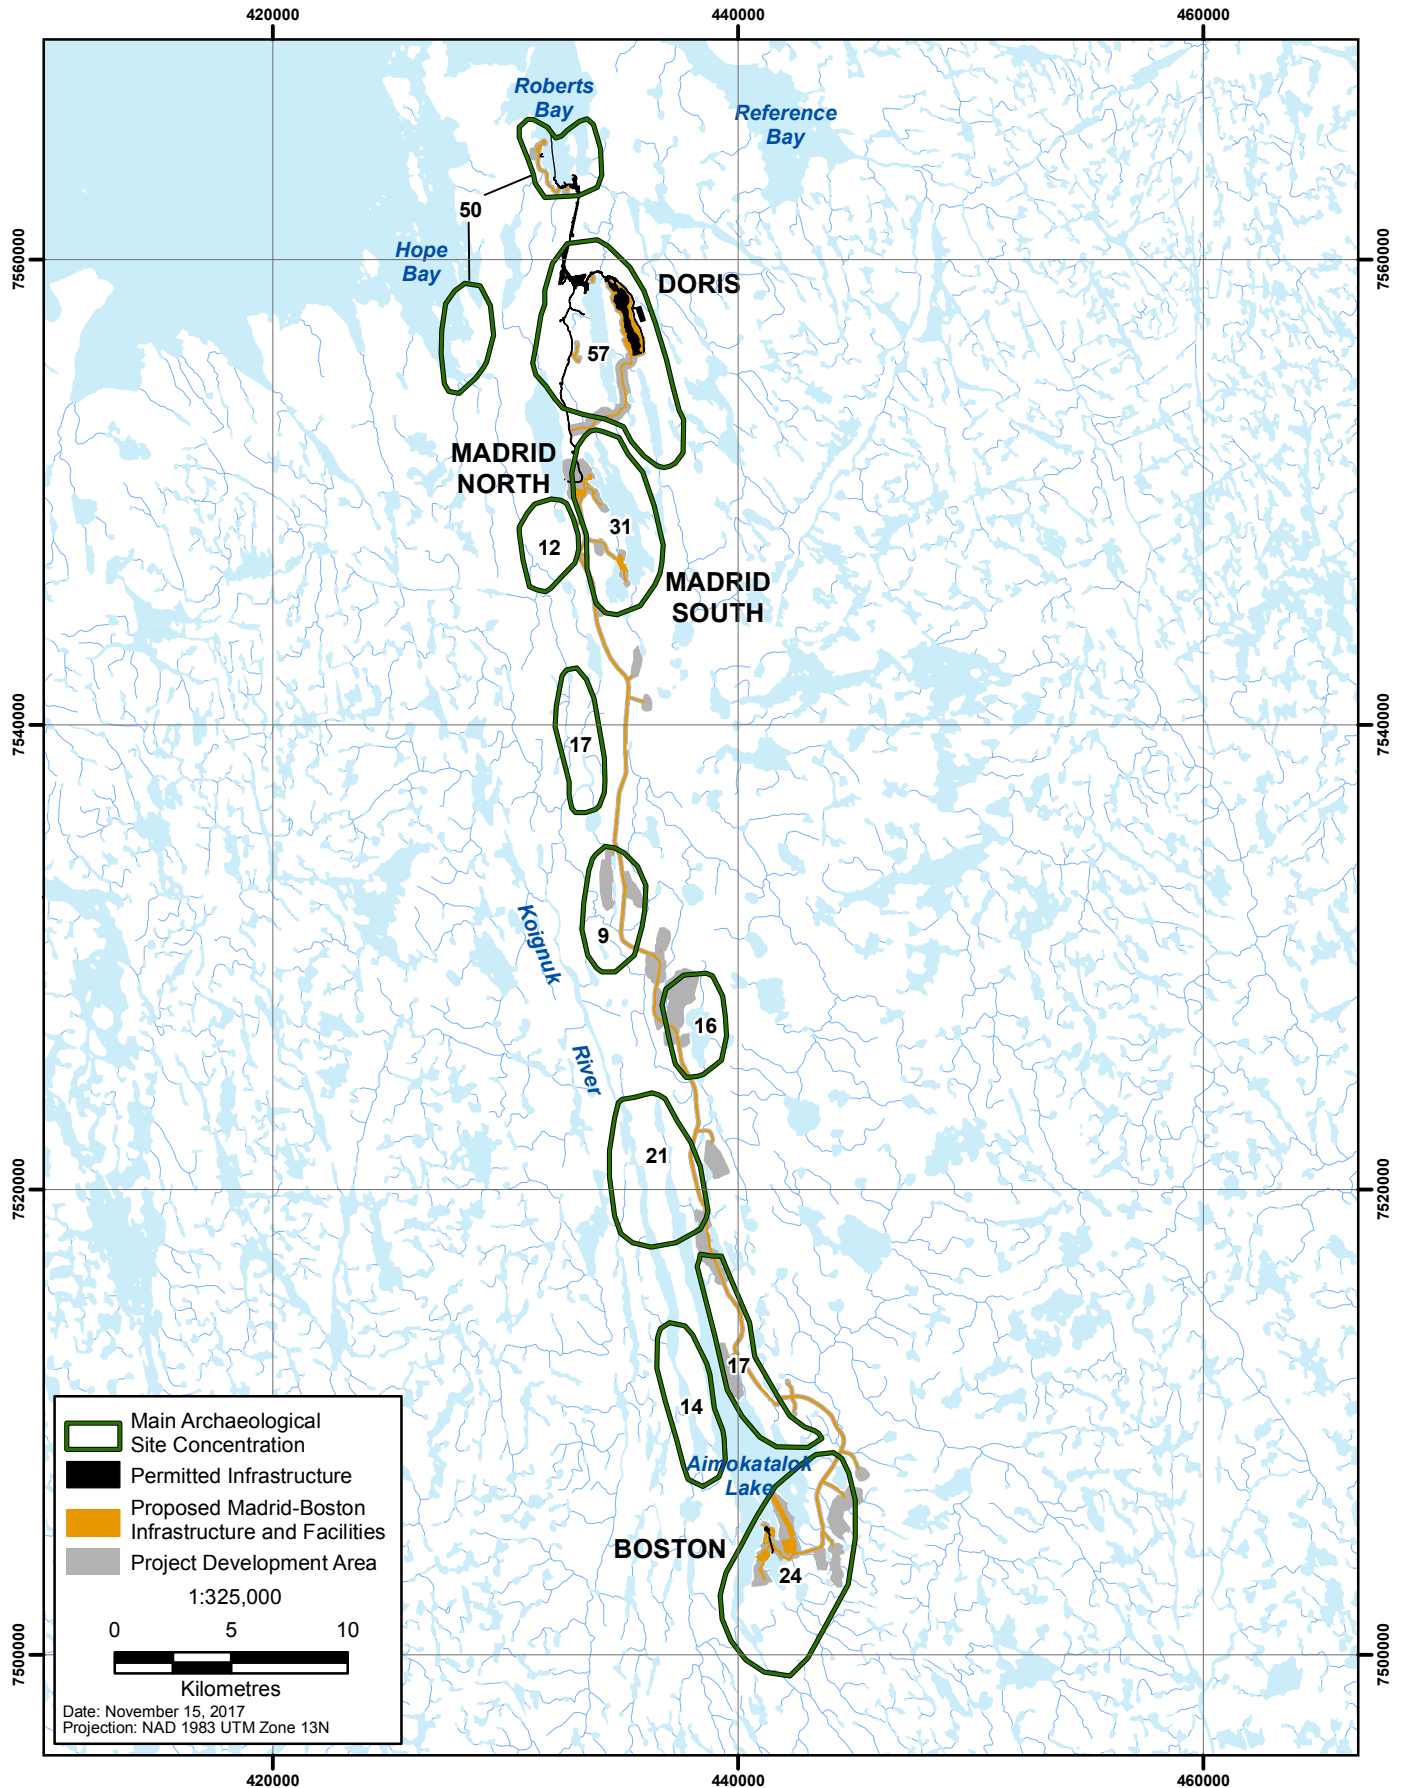 420000
440000
460000
Roberts
Bay
Reference
Bay
50
Hope
Bay
7560000
7560000
DORIS
57
MADRID
NORTH
31
12
MADRID
SOUTH
7540000
7540000
17
Koignuk
9
16
River
21
7520000
7520000
17
14
Aimokatalok
Lake
BOSTON
24
Main Archaeological
Site Concentration
Permitted Infrastructure
Proposed Madrid-Boston
Infrastructure and Facilities
Project Development Area
1:325,000
0 5 10
Kilometres
Date: November 15, 2017
Projection: NAD 1983 UTM Zone 13N
7500000
7500000
420000
440000
460000